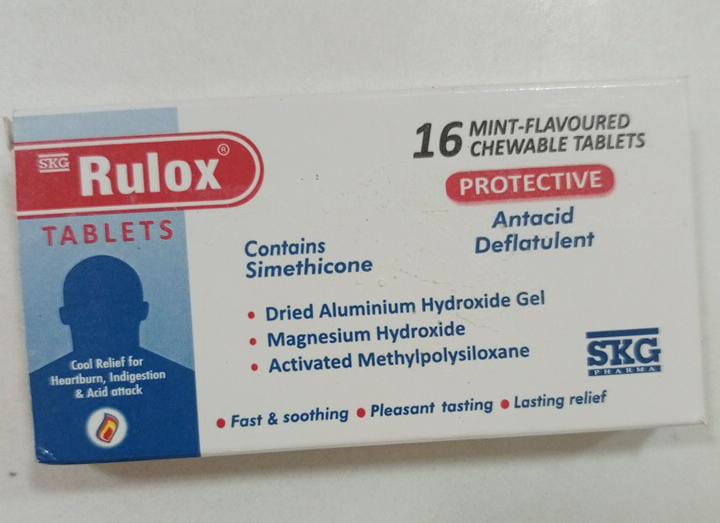 SKG
Rulox®
TABLETS
Cool Relief for
Heartburn, Indigestion
& Acid attack
16 MINT-FLAVOURED
CHEWABLE TABLETS
PROTECTIVE
Antacid
Deflatulent
Contains
Simethicone
• Dried Aluminium Hydroxide Gel
• Magnesium Hydroxide
• Activated Methylpolysiloxane
SKG
PHARMA
• Fast & soothing • Pleasant tasting • Lasting relief